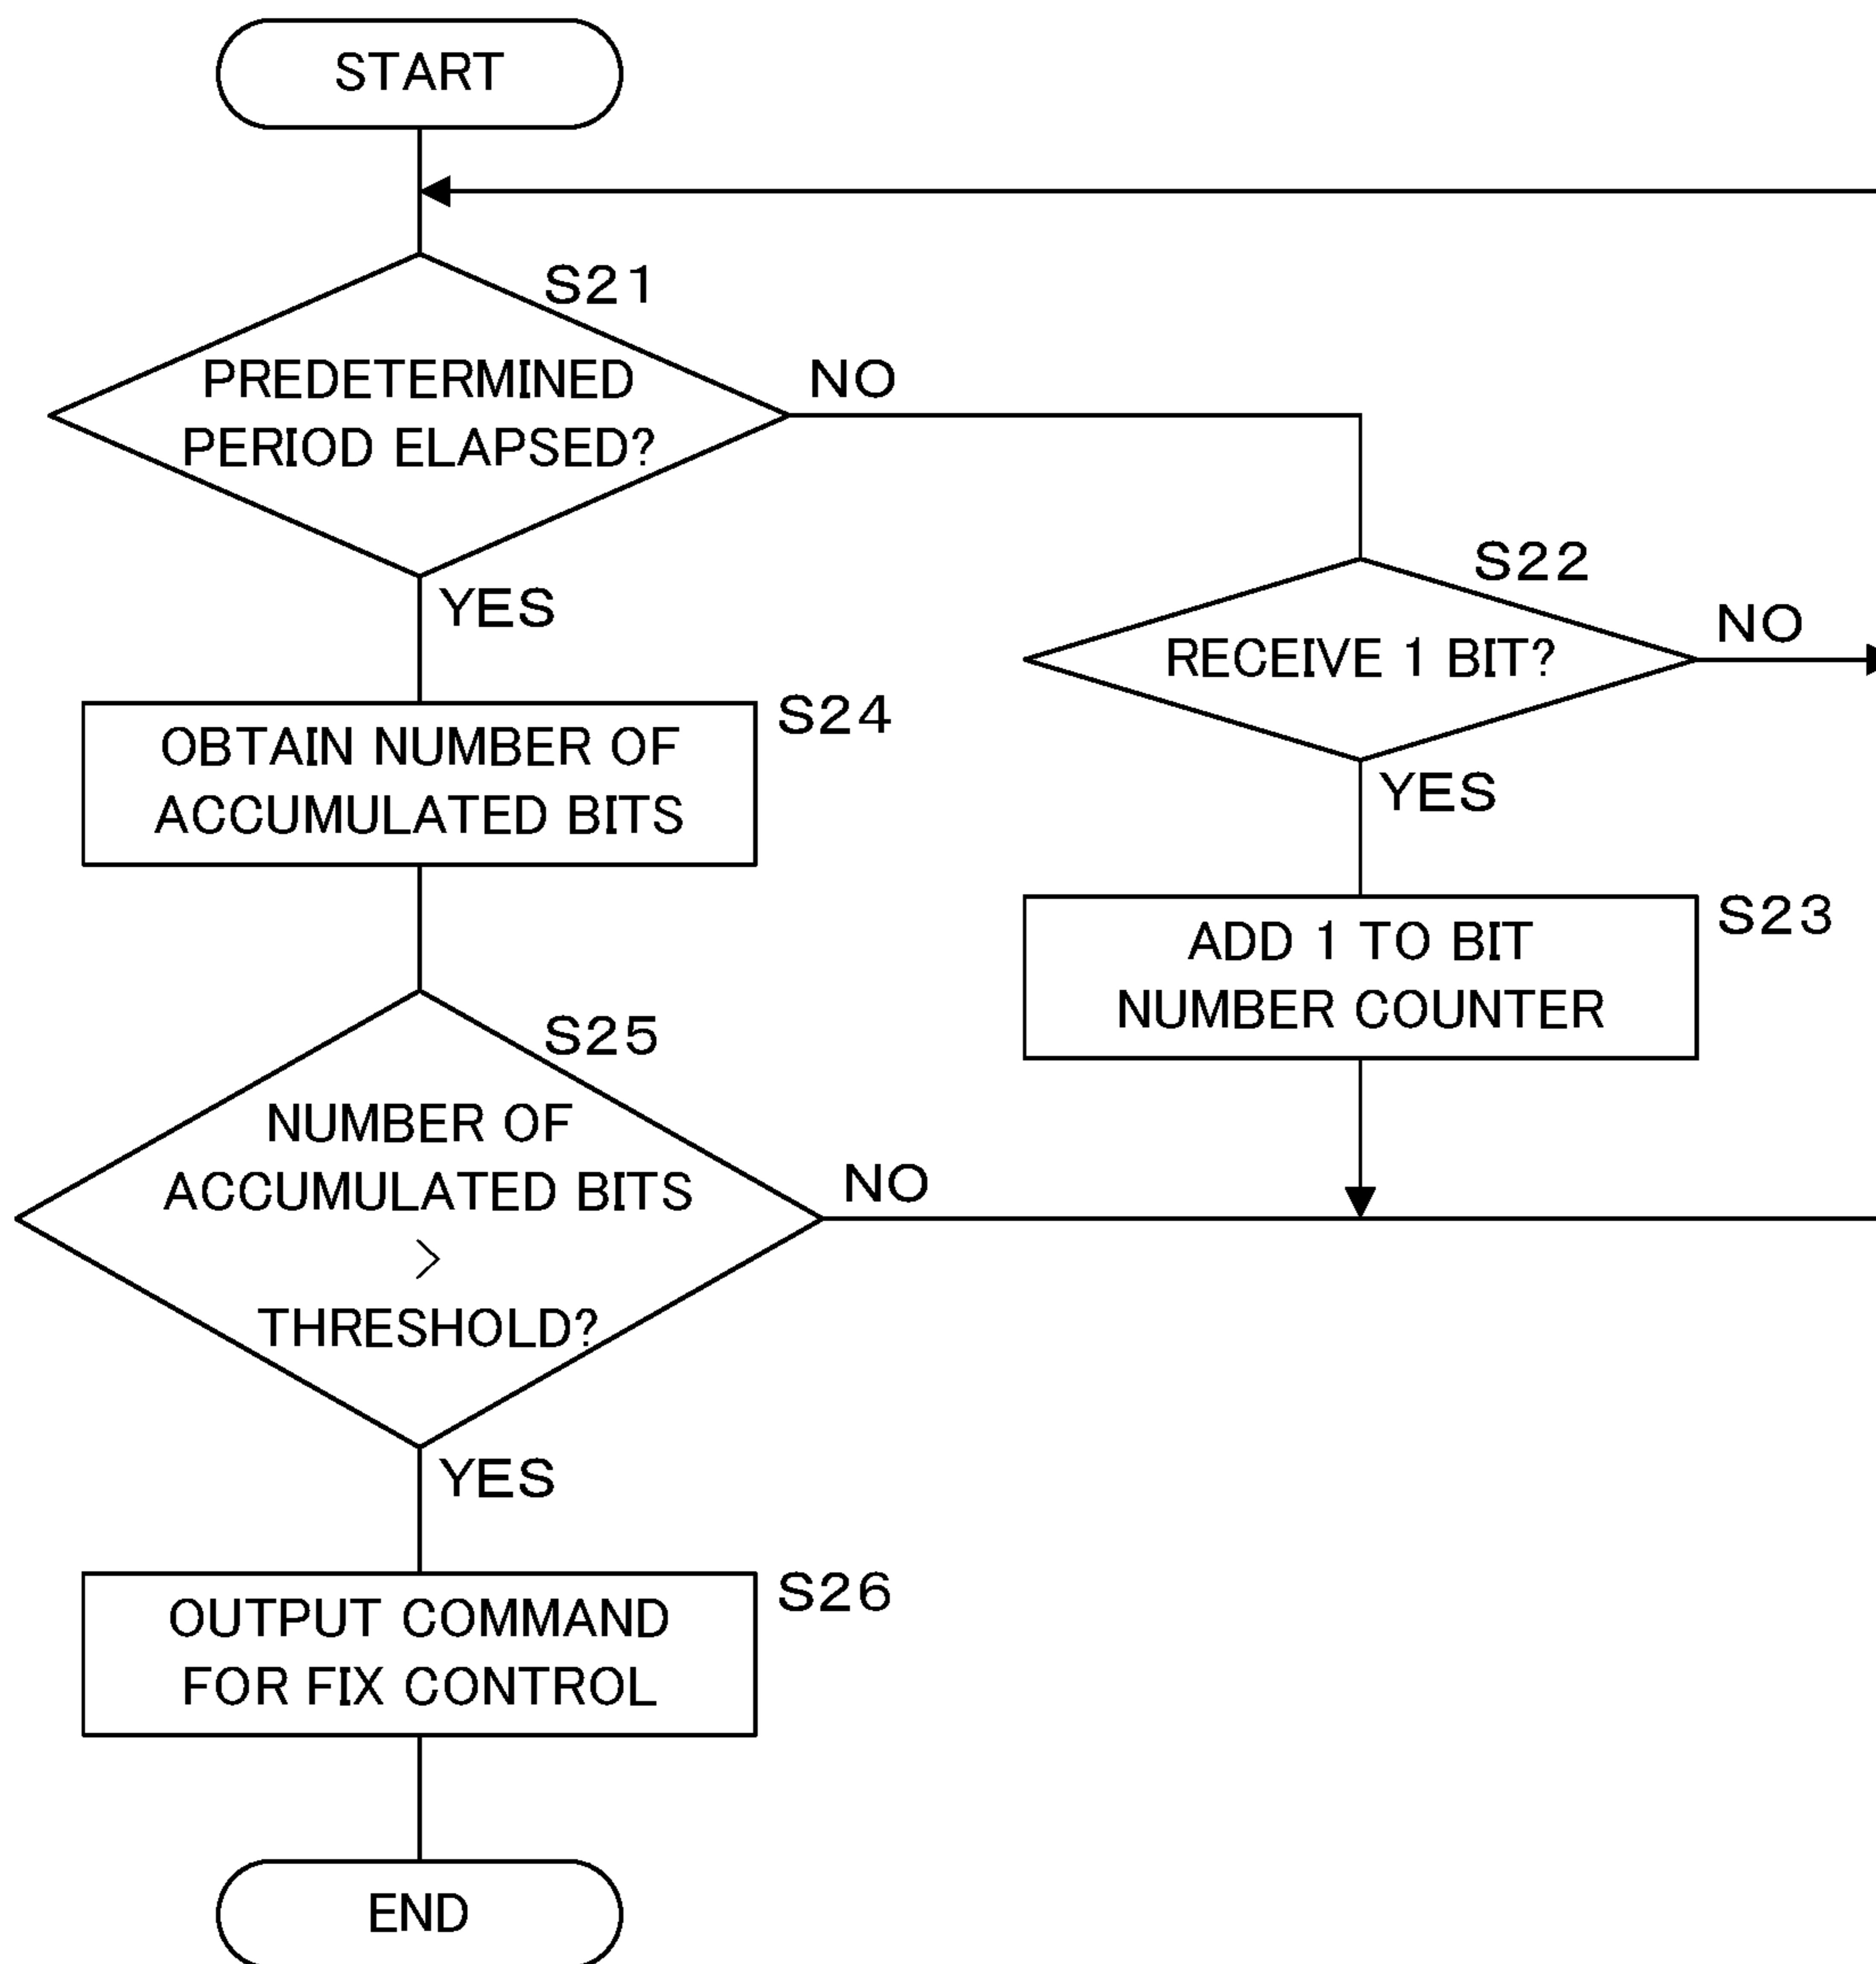 START
S21
PREDETERMINED
PERIOD ELAPSED?
NO
YES
S22
RECEIVE 1 BIT?
NO
YES
S24
OBTAIN NUMBER OF
ACCUMULATED BITS
S23
ADD 1 TO BIT
NUMBER COUNTER
S25
NUMBER OF
ACCUMULATED BITS
>
THRESHOLD?
NO
YES
S26
OUTPUT COMMAND
FOR FIX CONTROL
END